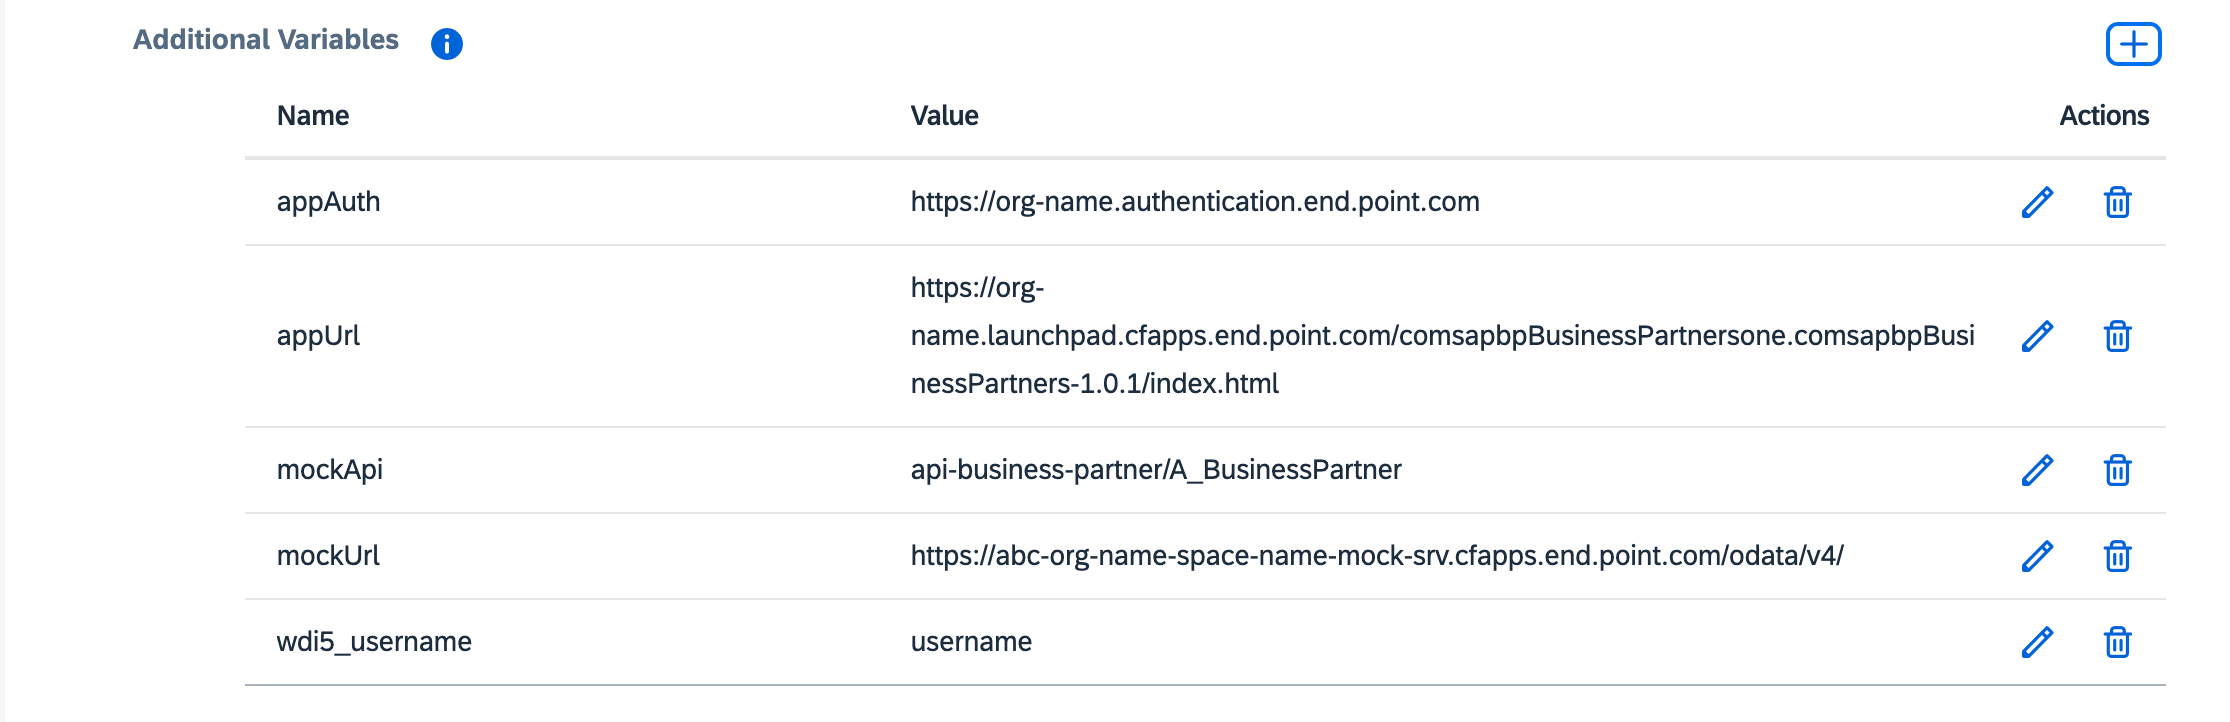 Additional Variables
Name Value Actions
appAuth https://org-name.authentication.end.point.com
https://org-
appUrl name.launchpad.cfapps.end.point.com/comsapbpBusinessPartnersone.comsapbpBusi
nessPartners-1.0.1/index.html
mockApi api-business-partner/A_BusinessPartner
mockUrl https://abc-org-name-space-name-mock-srv.cfapps.end.point.com/odata/v4/
wdi5_username username